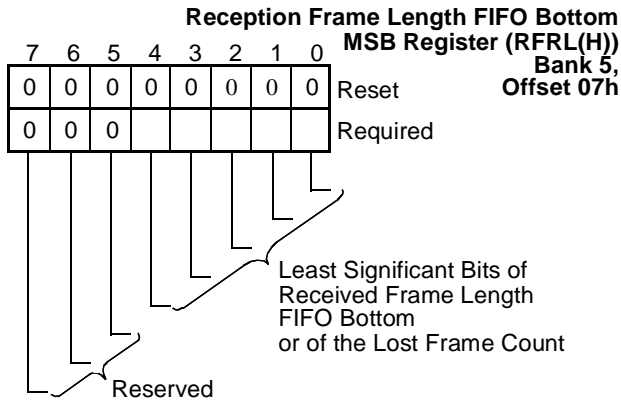 Reception Frame Length FIFO Bottom
MSB Register (RFRL(H))
Bank 5,
Offset 07h
7 6 5 4 3 2 1 0
0 0 0 0 0 0 0 0 Reset
0 0 0 Required
Least Significant Bits of
Received Frame Length
FIFO Bottom
or of the Lost Frame Count
Reserved